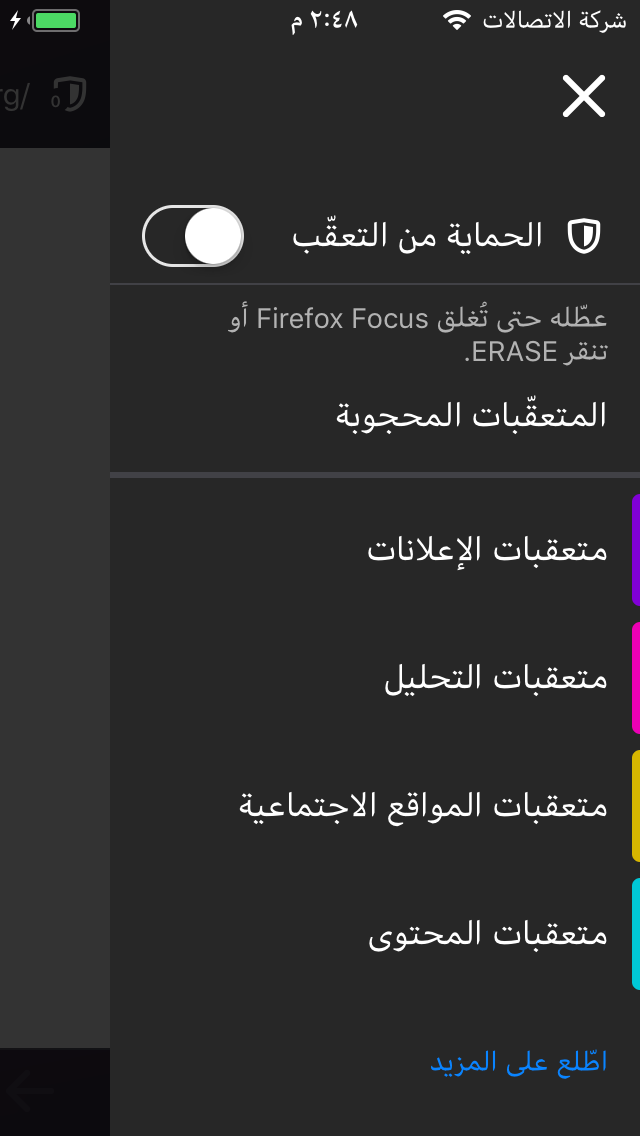 شركة الاتصالات
٢:٤٨ م
rg/
0
الحماية من التعقّب
عطّله حتى تُغلق Firefox Focus أو
تنقر ERASE.
المتعقّبات المحجوبة
متعقبات الإعلانات
متعقبات التحليل
متعقبات المواقع الاجتماعية
متعقبات المحتوى
اطّلع على المزيد